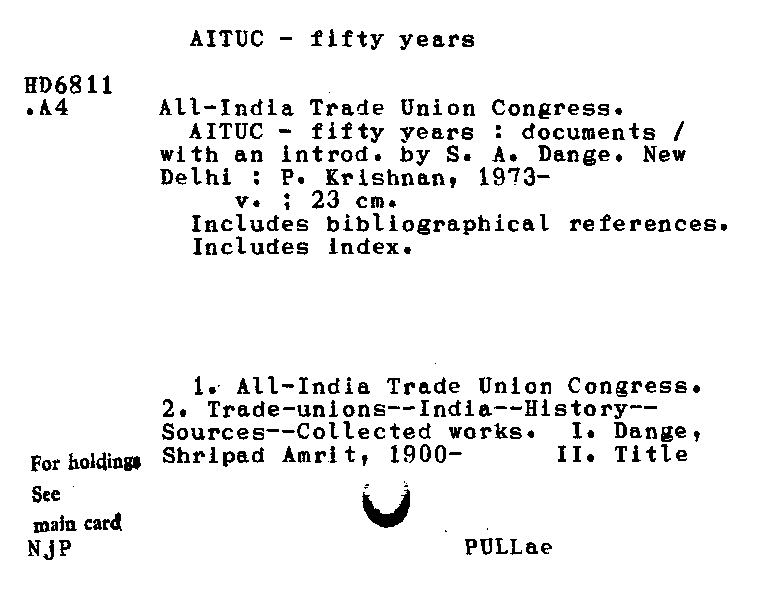 AITUC - fifty years
HD6811
.A4 All-India Trade Union Congress.
AITUC - fifty years : documents /
with an introd. by S. A. Dange. New
Delhi : P. Krishnan, 1973-
v. ; 23 cm.
Includes bibliographical references.
Includes index.
1. All-India Trade Union Congress.
2. Trade-unions--India--History--
Sources--Collected works. I. Dange,
Shripad Amrit, 1900- II. Title
For holdings
See
main card
NjP PULLae